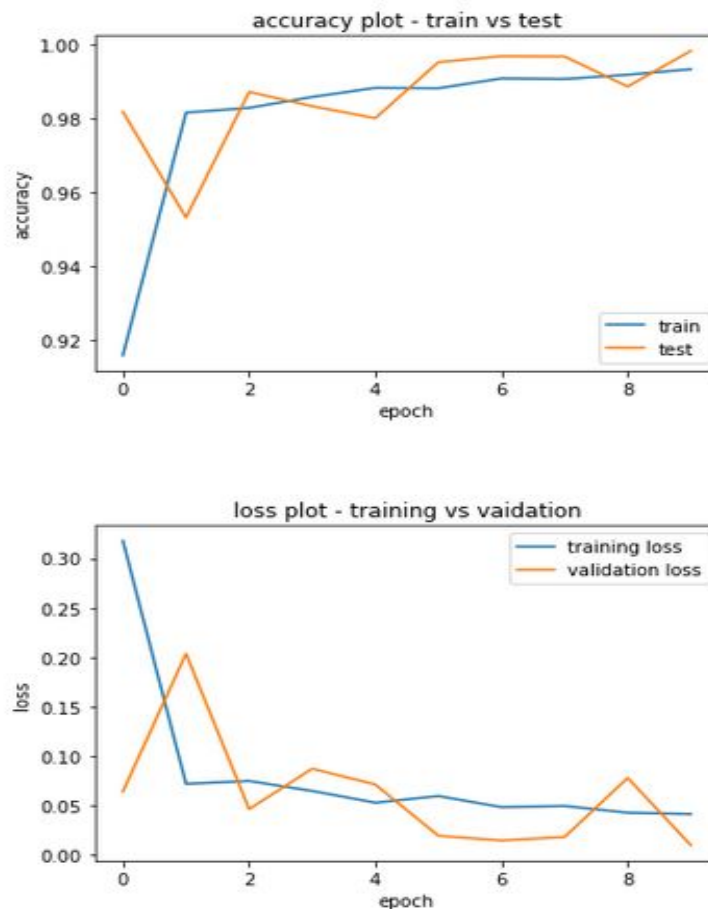 accuracy plot - train vs test
1.00
0.98
0.96
0.94
0.92
accuracy
train
test
0 2 4 6 8
epoch
loss plot - training vs vaidation
0.30
0.25
0.20
0.15
0.10
0.05
0.00
loss
training loss
validation loss
0 2 4 6 8
epoch